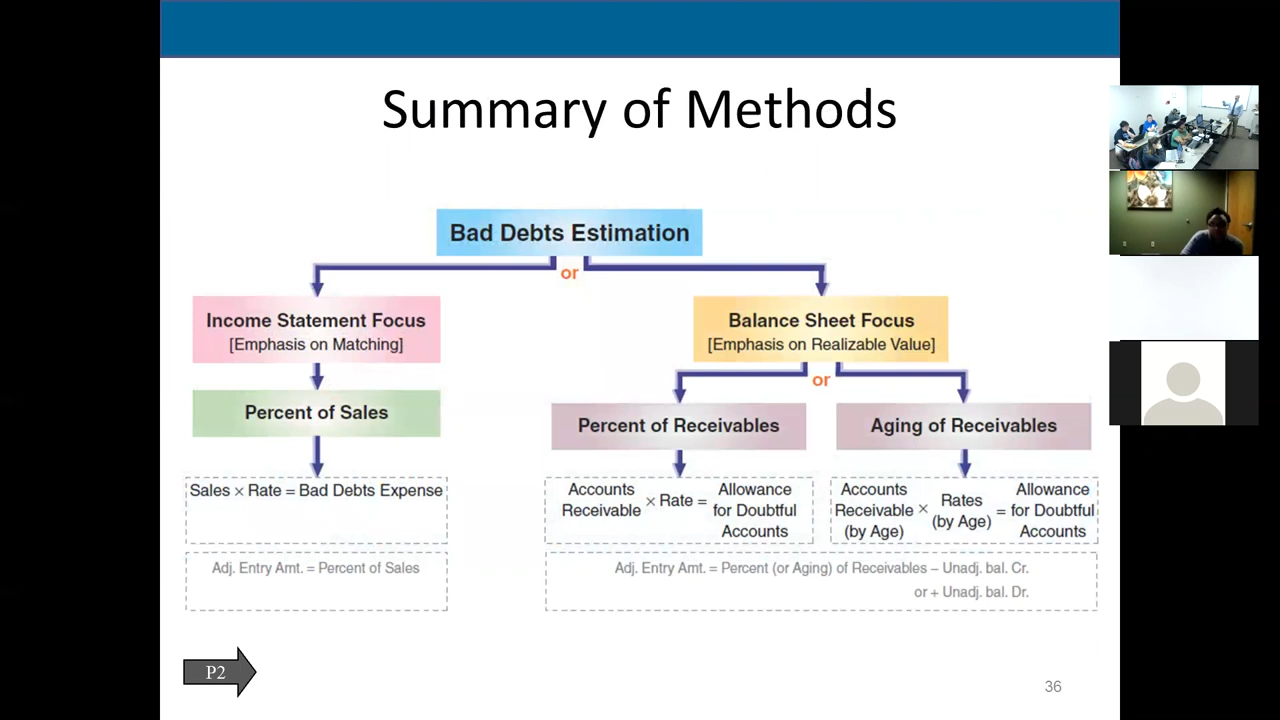 Summary of Methods
Bad Debts Estimation
or
Income Statement Focus
[Emphasis on Matching]
Balance Sheet Focus
[Emphasis on Realizable Value]
or
Percent of Sales
Percent of Receivables
Aging of Receivables
Sales × Rate = Bad Debts Expense
Accounts
Receivable
× Rate =
Allowance
for Doubtful
Accounts
Accounts
Receivable
(by Age)
×
Rates
(by Age)
=
Allowance
for Doubtful
Accounts
Adj. Entry Amt. = Percent of Sales
Adj. Entry Amt. = Percent (or Aging) of Receivables – Unadj. bal. Cr.
or + Unadj. bal. Dr.
P2
36